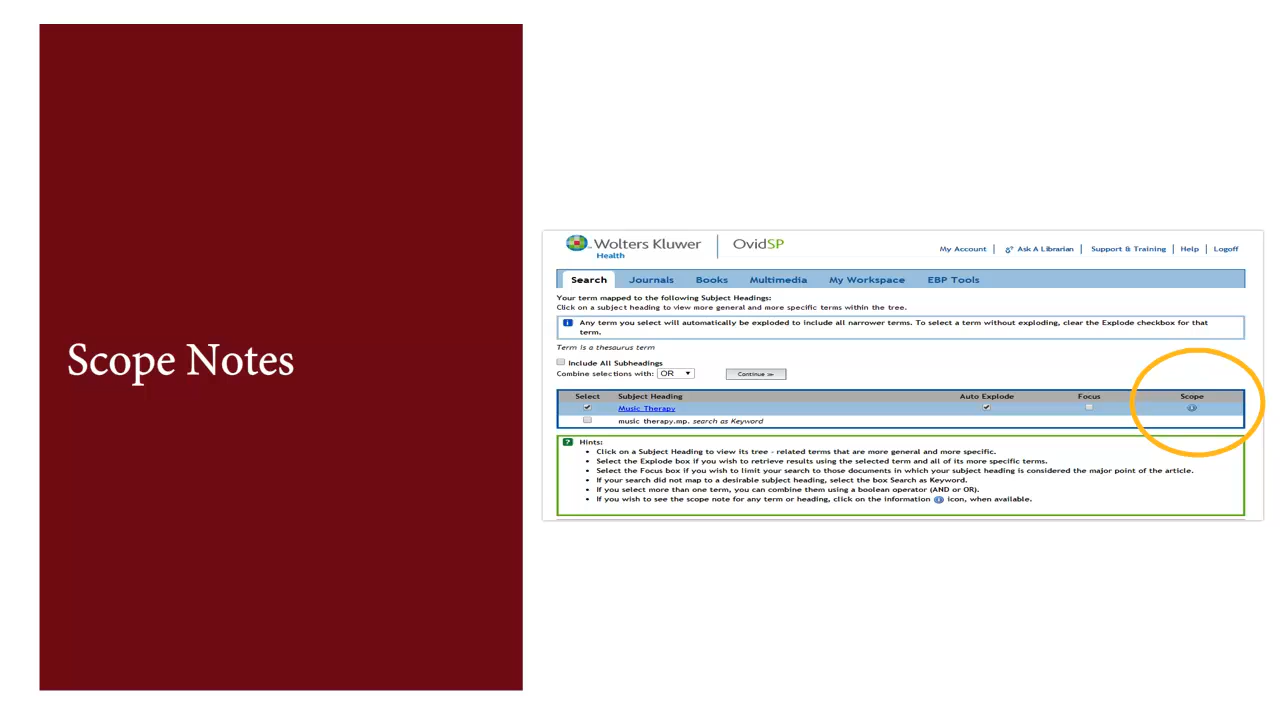 Scope Notes
Wolters Kluwer
Health
OvidSP
My Account | Ask A Librarian | Support & Training | Help | Logoff
Search Journals Books Multimedia My Workspace EBP Tools
Your term mapped to the following Subject Headings:
Click on a subject heading to view more general and more specific terms within the tree.
Any term you select will automatically be exploded to include all narrower terms. To select a term without exploding, clear the Explode checkbox for that
term.
Term is a thesaurus term
Include All Subheadings
Combine selections with: OR Continue >>
Select Subject Heading Auto Explode Focus Scope
Music Therapy
music therapy.mp. search as Keyword
Hints:
• Click on a Subject Heading to view its tree - related terms that are more general and more specific.
• Select the Explode box if you wish to retrieve results using the selected term and all of its more specific terms.
• Select the Focus box if you wish to limit your search to those documents in which your subject heading is considered the major point of the article.
• If your search did not map to a desirable subject heading, select the box Search as Keyword.
• If you select more than one term, you can combine them using a boolean operator (AND or OR).
• If you wish to see the scope note for any term or heading, click on the information i icon, when available.